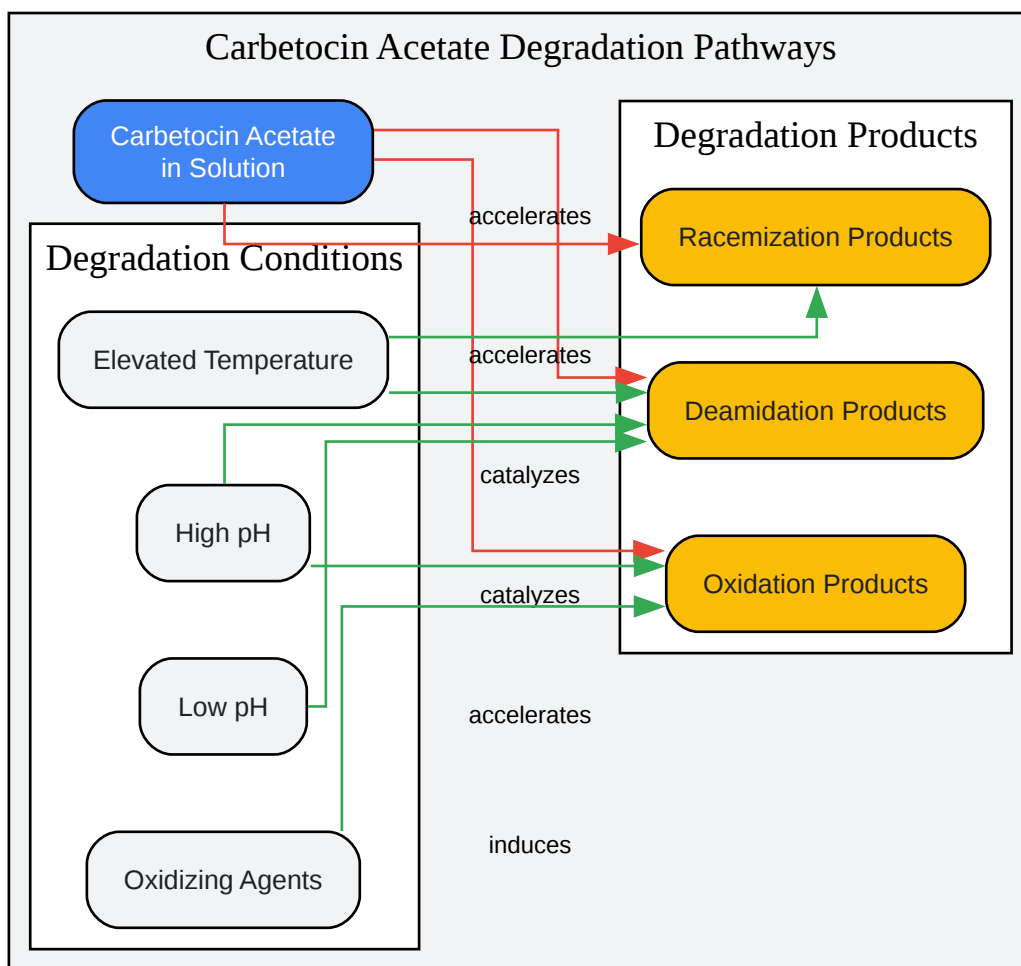 Carbetocin Acetate Degradation Pathways
Carbetocin Acetate
in Solution
Degradation Conditions
Elevated Temperature
High pH
Low pH
Oxidizing Agents
accelerates
accelerates
catalyzes
catalyzes
accelerates
induces
Degradation Products
Racemization Products
Deamidation Products
Oxidation Products